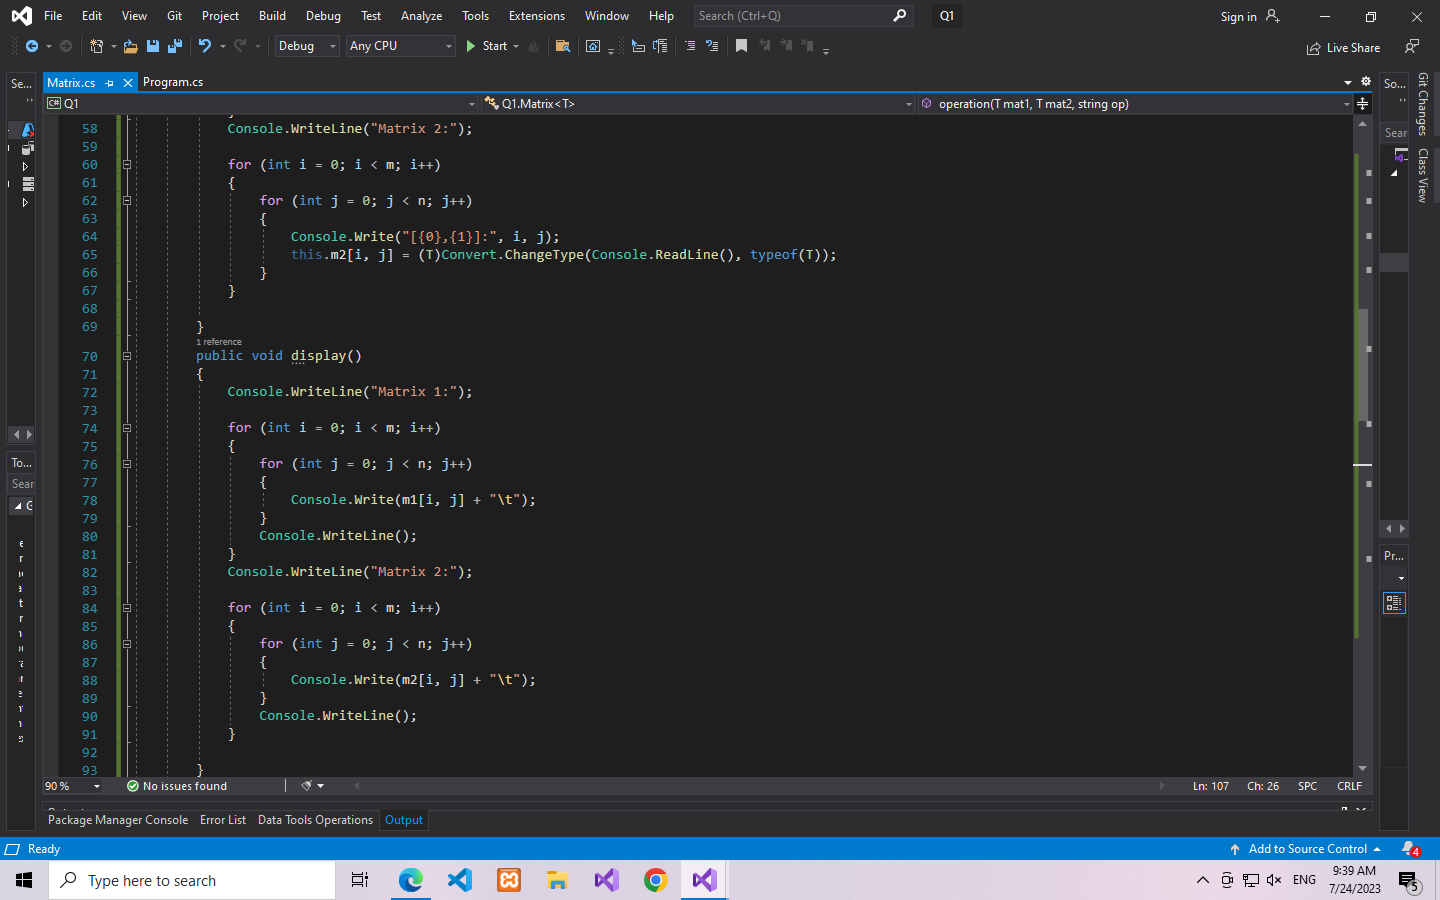 File Edit View Git Project Build Debug Test Analyze Tools Extensions Window Help Search (Ctrl+Q) Q1 Sign in
Debug Any CPU Start Live Share
Se... Matrix.cs Program.cs So... Git Changes
C# Q1 Q1.Matrix<T> operation(T mat1, T mat2, string op)
Sear Class View
58 Console.WriteLine("Matrix 2:");
59
60 for (int i = 0; i < m; i++)
61 {
62 for (int j = 0; j < n; j++)
63 {
64 Console.Write("[{0},{1}]:", i, j);
65 this.m2[i, j] = (T)Convert.ChangeType(Console.ReadLine(), typeof(T));
66 }
67 }
68
69 }
1 reference
70 public void display()
71 {
72 Console.WriteLine("Matrix 1:");
73
74 for (int i = 0; i < m; i++)
75 {
76 for (int j = 0; j < n; j++)
77 {
78 Console.Write(m1[i, j] + "\t");
79 }
80 Console.WriteLine();
81 }
82 Console.WriteLine("Matrix 2:");
83
84 for (int i = 0; i < m; i++)
85 {
86 for (int j = 0; j < n; j++)
87 {
88 Console.Write(m2[i, j] + "\t");
89 }
90 Console.WriteLine();
91 }
92
93 }
To...
Sear
Pr...
90 % No issues found Ln: 107 Ch: 26 SPC CRLF
Package Manager Console Error List Data Tools Operations Output
Ready Add to Source Control 4
Type here to search ENG 9:39 AM
7/24/2023 5